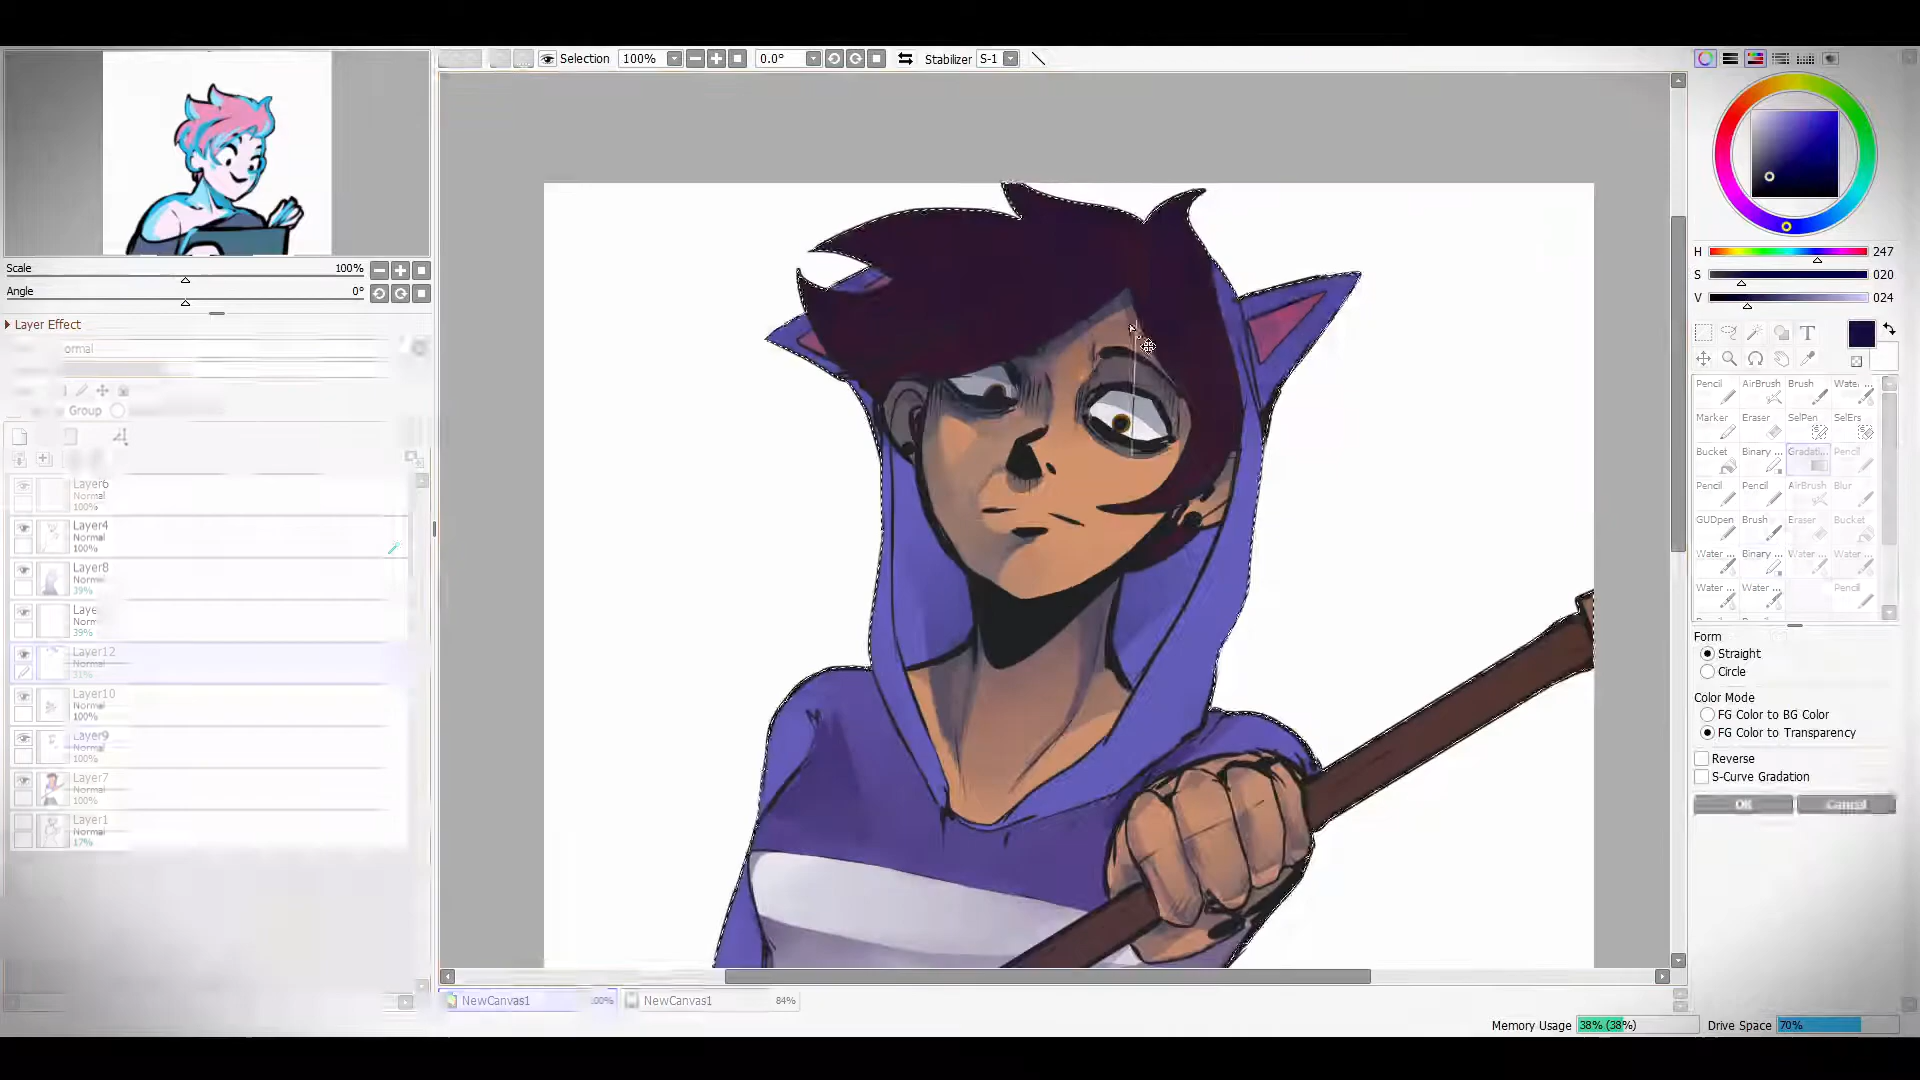 Selection 100% 0.0° Stabilizer S-1
Scale 100%
Angle 0°
Layer Effect
ormal
Group
Layer6
Normal
100%
Layer4
Normal
100%
Layer8
Normal
39%
Laye
Norm
39%
Layer12
Normal
31%
Layer10
Normal
100%
Layer9
Normal
100%
Layer7
Normal
100%
Layer1
Normal
17%
NewCanvas1 100% NewCanvas1 84%
H 247
S 020
V 024
T
Pencil AirBrush Brush Wate...
Marker Eraser SelPen SelErs
Bucket Binary ... Gradati... Pencil
Pencil Pencil AirBrush Blur
GUDpen Brush Eraser Bucket
Water ... Binary ... Water ... Water ...
Water ... Water ... Pencil
Form
Straight
Circle
Color Mode
FG Color to BG Color
FG Color to Transparency
Reverse
S-Curve Gradation
OK Cancel
Memory Usage 38% (38%) Drive Space 70%